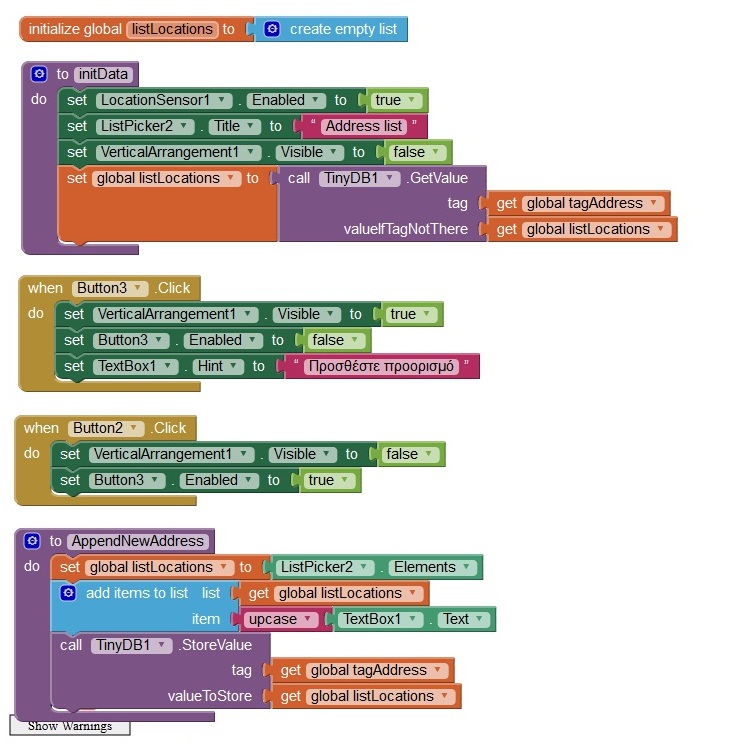 initialize global listLocations to create empty list
to initData
do set LocationSensor1 . Enabled to true
set ListPicker2 . Title to “ Address list ”
set VerticalArrangement1 . Visible to false
set global listLocations to call TinyDB1 .GetValue
tag get global tagAddress
valueIfTagNotThere get global listLocations
when Button3 .Click
do set VerticalArrangement1 . Visible to true
set Button3 . Enabled to false
set TextBox1 . Hint to “ Προσθέστε προορισμό ”
when Button2 .Click
do set VerticalArrangement1 . Visible to false
set Button3 . Enabled to true
to AppendNewAddress
do set global listLocations to ListPicker2 . Elements
add items to list list get global listLocations
item upcase TextBox1 . Text
call TinyDB1 .StoreValue
tag get global tagAddress
valueToStore get global listLocations
Show Warnings